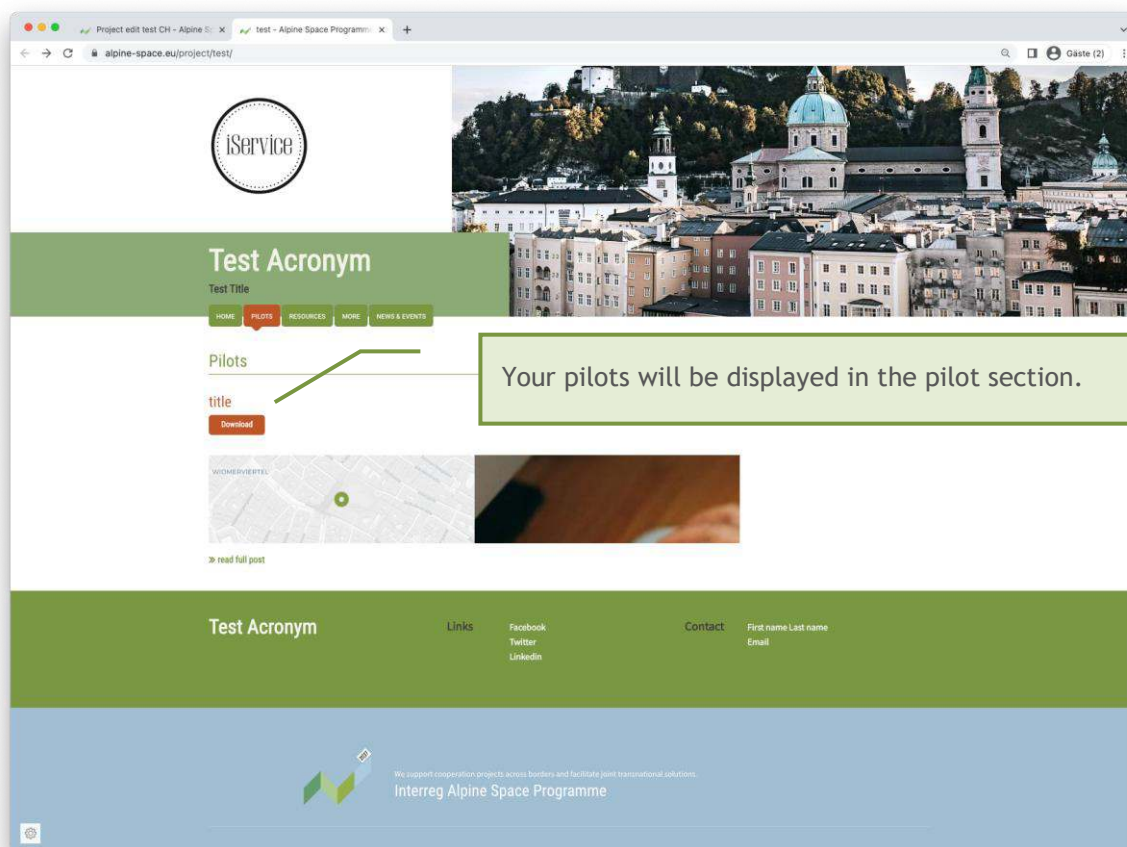 Project edit test CH – Alpine Sp
test – Alpine Space Programm
alpine-space.eu/project/test/
Gäste (2)
iService
Test Acronym
Test Title
HOME
PILOTS
RESOURCES
MORE
NEWS & EVENTS
Pilots
Your pilots will be displayed in the pilot section.
title
Download
WIDMERVIERTEL
» read full post
Test Acronym
Links
Facebook
Twitter
Linkedin
Contact
First name Last name
Email
We support cooperation projects across borders and facilitate joint transnational solutions.
Interreg Alpine Space Programme